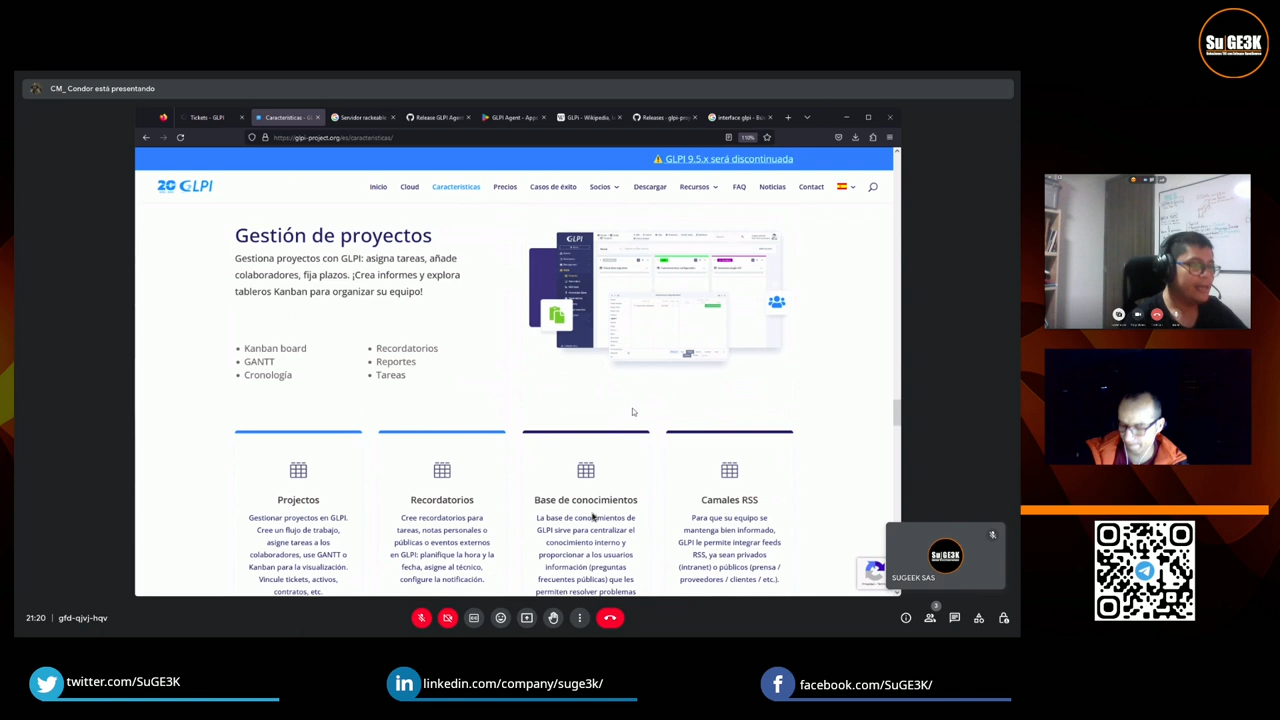 SuGE3K
CM_Condor está presentando
Tickets - GLPI
Características - G
Servidor rackeable
Release GLPI Agen
GLPI Agent - App
GLPi - Wikipedia, l
Releases · glpi-proj
interface glpi - Bú
https://glpi-project.org/es/caracteristicas/
110%
GLPI 9.5.x será discontinuada
20 GLPI
Inicio
Cloud
Características
Precios
Casos de éxito
Socios
Descargar
Recursos
FAQ
Noticias
Contact
Gestión de proyectos
Gestiona proyectos con GLPI: asigna tareas, añade
colaboradores, fija plazos. ¡Crea informes y explora
tableros Kanban para organizar su equipo!
• Kanban board
• GANTT
• Cronología
• Recordatorios
• Reportes
• Tareas
GLPI
Projectos
Gestionar proyectos en GLPI.
Cree un flujo de trabajo,
asigne tareas a los
colaboradores, use GANTT o
Kanban para la visualización.
Vincule tickets, activos,
contratos, etc.
Recordatorios
Cree recordatorios para
tareas, notas personales o
públicas o eventos externos
en GLPI: planifique la hora y la
fecha, asigne al técnico,
configure la notificación.
Base de conocimientos
La base de conocimientos de
GLPI sirve para centralizar el
conocimiento interno y
proporcionar a los usuarios
información (preguntas
frecuentes públicas) que les
permiten resolver problemas
Camales RSS
Para que su equipo se
mantenga bien informado,
GLPI le permite integrar feeds
RSS, ya sean privados
(intranet) o públicos (prensa /
proveedores / clientes / etc.).
SuGE3K
SUGEEK SAS
21:20
gfd-qjvj-hqv
3
twitter.com/SuGE3K
linkedin.com/company/suge3k/
facebook.com/SuGE3K/